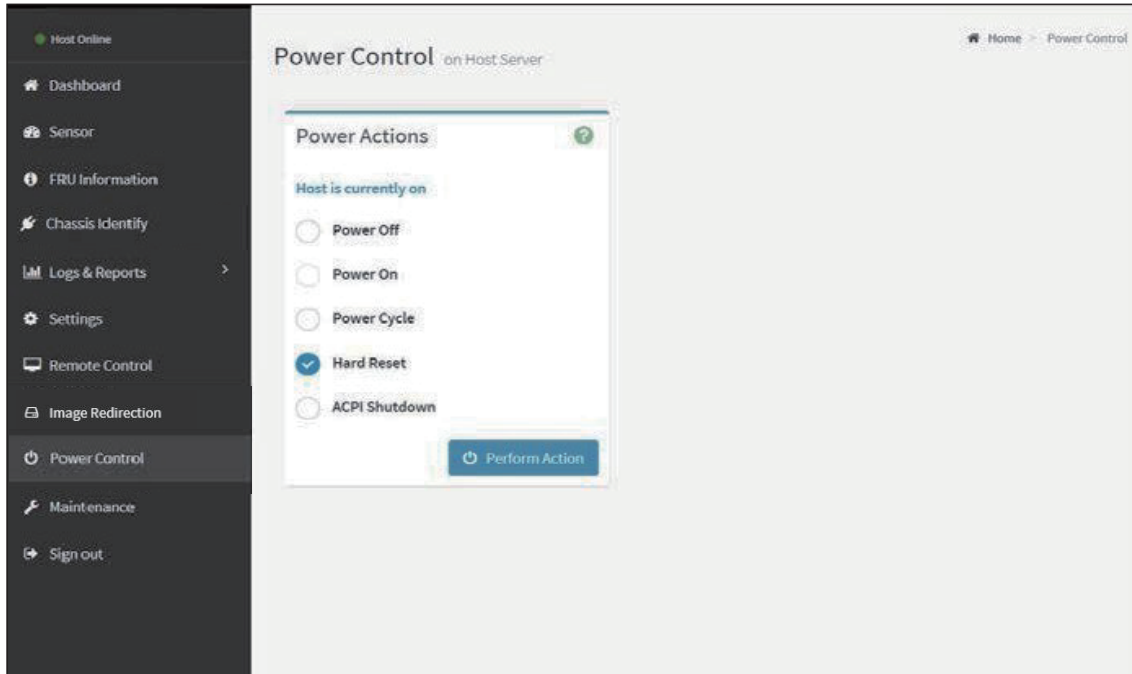 Host Online
Dashboard
Sensor
FRU Information
Chassis Identify
Logs & Reports
Settings
Remote Control
Image Redirection
Power Control
Maintenance
Sign out
Power Control on Host Server
Home > Power Control
Power Actions
Host is currently on
Power Off
Power On
Power Cycle
Hard Reset
ACPI Shutdown
Perform Action